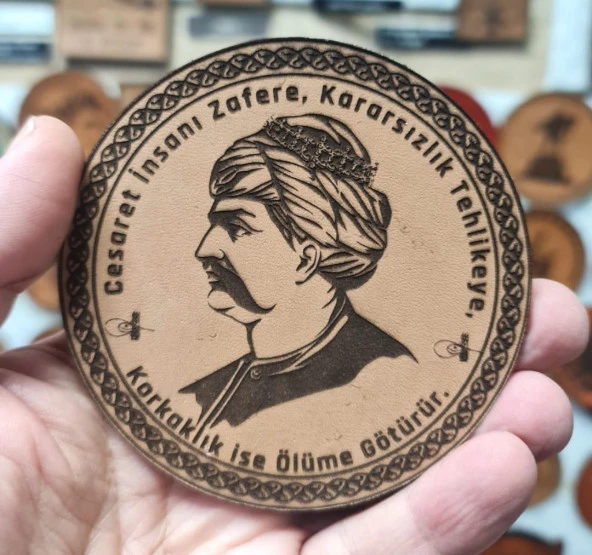 Cesaret İnsanı Zafere, Kararsızlık Tehlikeye,
Korkaklık ise Ölüme Götürür.